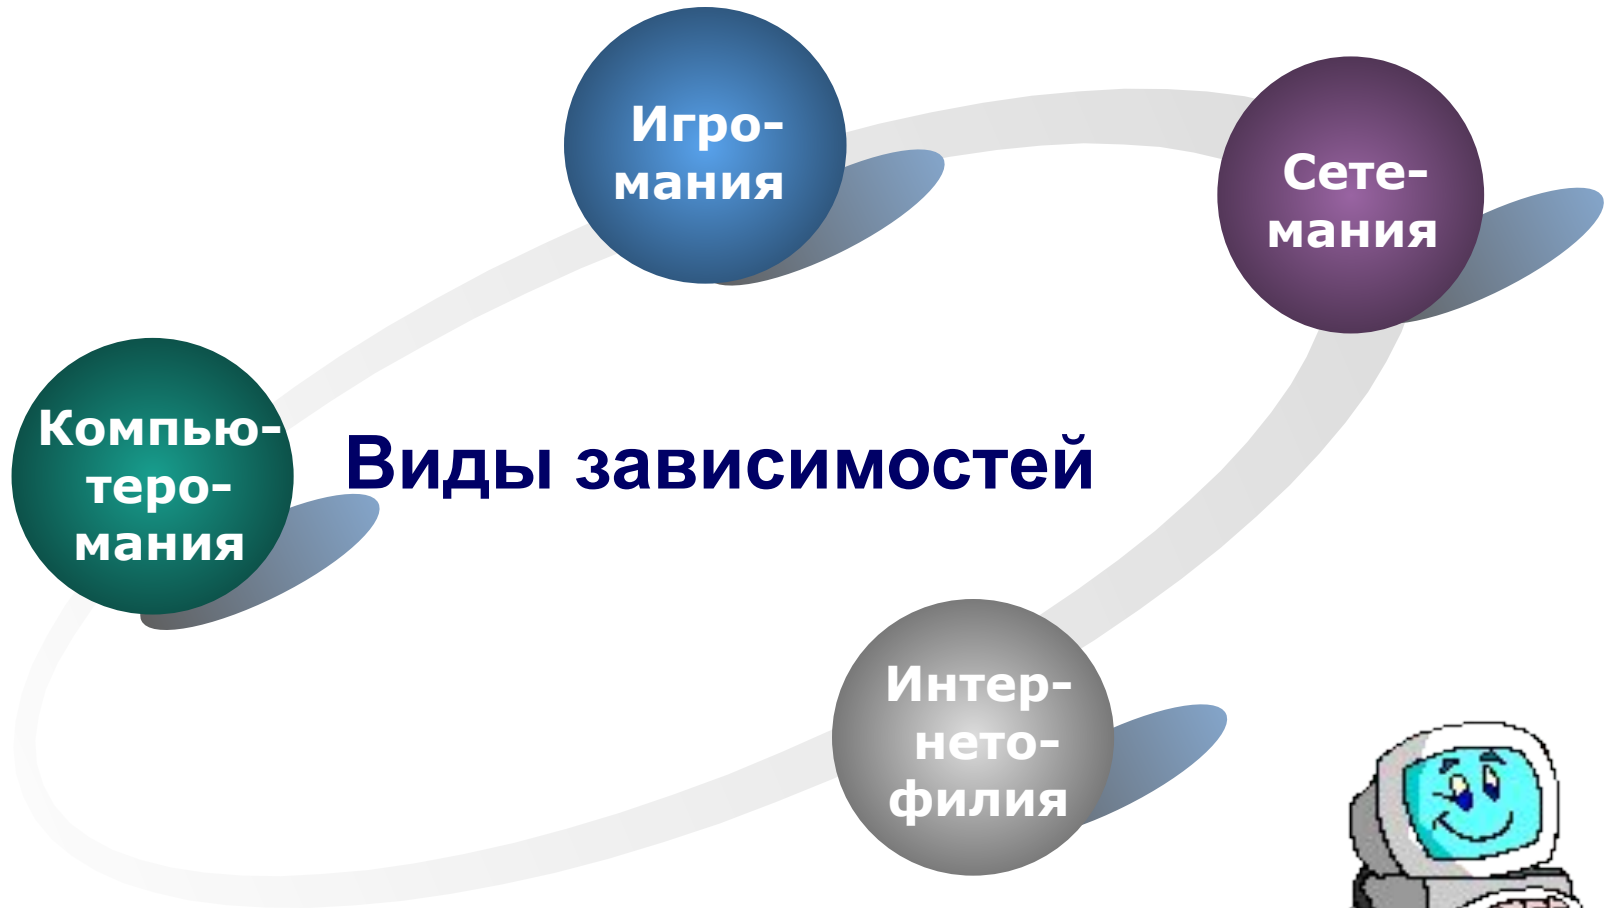 Игро-
мания
Сете-
мания
Компью-
теро-
мания
Виды зависимостей
Интер-
нето-
филия